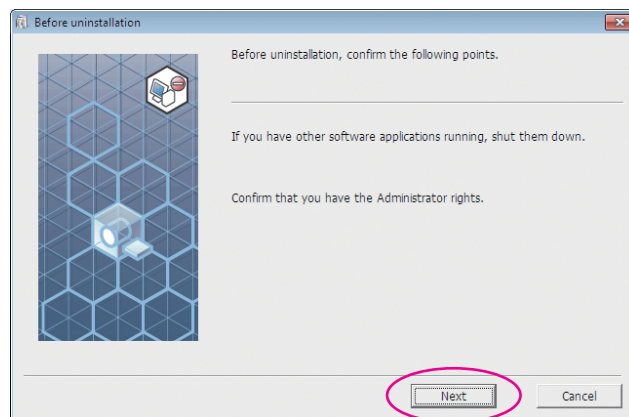 Before uninstallation
Before uninstallation, confirm the following points.
If you have other software applications running, shut them down.
Confirm that you have the Administrator rights.
Next
Cancel